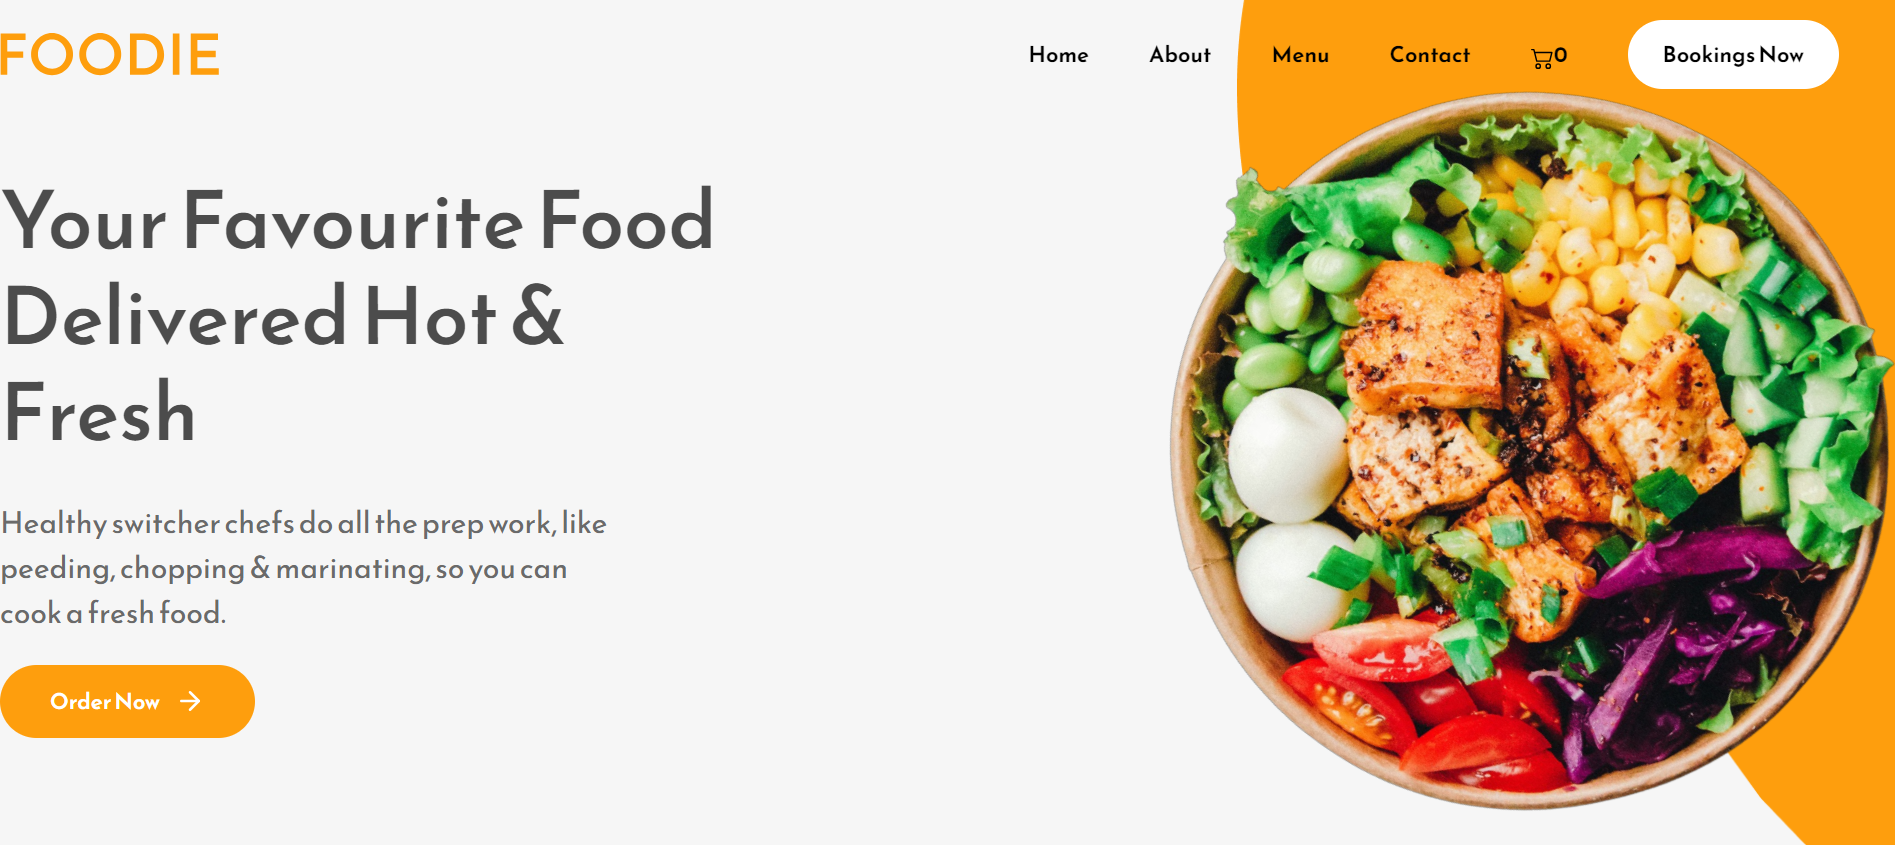 FOODIE
Home About Menu Contact 0 Bookings Now
Your Favourite Food
Delivered Hot &
Fresh
Healthy switcher chefs do all the prep work, like
peeding, chopping & marinating, so you can
cook a fresh food.
Order Now →